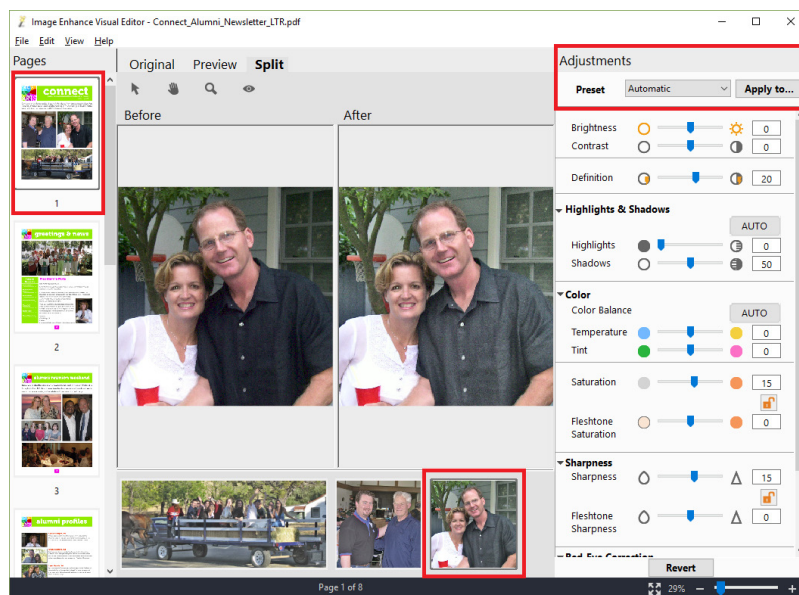 Image Enhance Visual Editor - Connect_Alumni_Newsletter_LTR.pdf
File Edit View Help
Pages
Original Preview Split
Adjustments
Preset Automatic Apply to...
Before After
connect
1
greetings & news
2
3
alumni profiles
Brightness 0
Contrast 0
Definition 20
Highlights & Shadows
AUTO
Highlights 0
Shadows 50
Color
Color Balance AUTO
Temperature 0
Tint 0
Saturation 15
Fleshtone
Saturation 0
Sharpness
Sharpness 15
Fleshtone
Sharpness 0
Red-Eye Correction
Revert
Page 1 of 8
29%